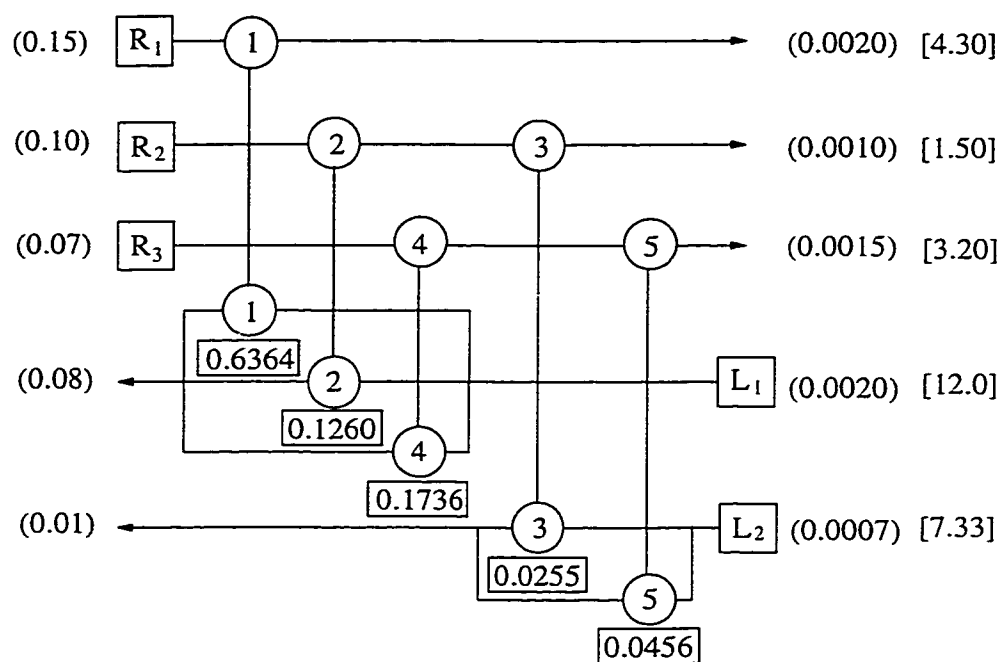 (0.15) R1 1 (0.0020) [4.30]
(0.10) R2 2 3 (0.0010) [1.50]
(0.07) R3 4 5 (0.0015) [3.20]
1
0.6364
(0.08) 2 L1 (0.0020) [12.0]
0.1260
4
0.1736
(0.01) 3 L2 (0.0007) [7.33]
0.0255
5
0.0456